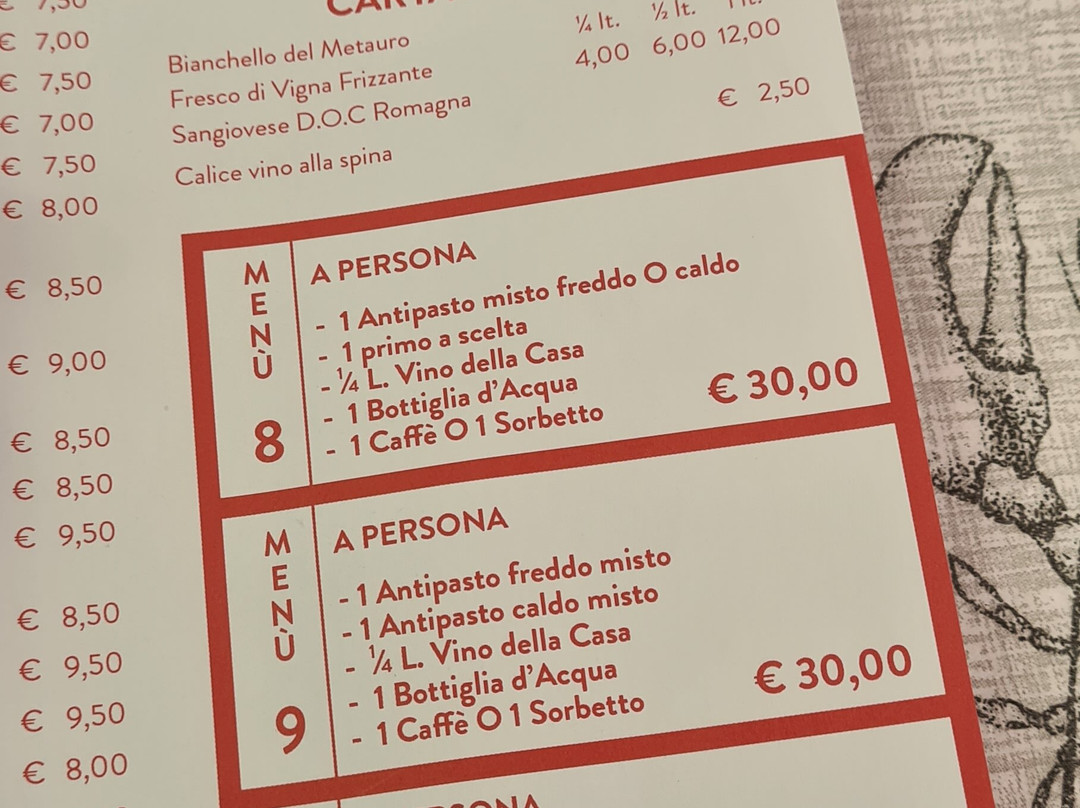 € 7,50
€ 7,00
€ 7,50
€ 7,00
€ 7,50
€ 8,00
€ 8,50
€ 9,00
€ 8,50
€ 8,50
€ 9,50
€ 8,50
€ 9,50
€ 9,50
€ 8,00
¼ lt. ½ lt.
Bianchello del Metauro
4,00 6,00 12,00
Fresco di Vigna Frizzante
Sangiovese D.O.C Romagna
Calice vino alla spina € 2,50
MENÙ 8
A PERSONA
- 1 Antipasto misto freddo O caldo
- 1 primo a scelta
- ¼ L. Vino della Casa
- 1 Bottiglia d'Acqua
- 1 Caffè O 1 Sorbetto
€ 30,00
MENÙ 9
A PERSONA
- 1 Antipasto freddo misto
- 1 Antipasto caldo misto
- ¼ L. Vino della Casa
- 1 Bottiglia d'Acqua
- 1 Caffè O 1 Sorbetto
€ 30,00